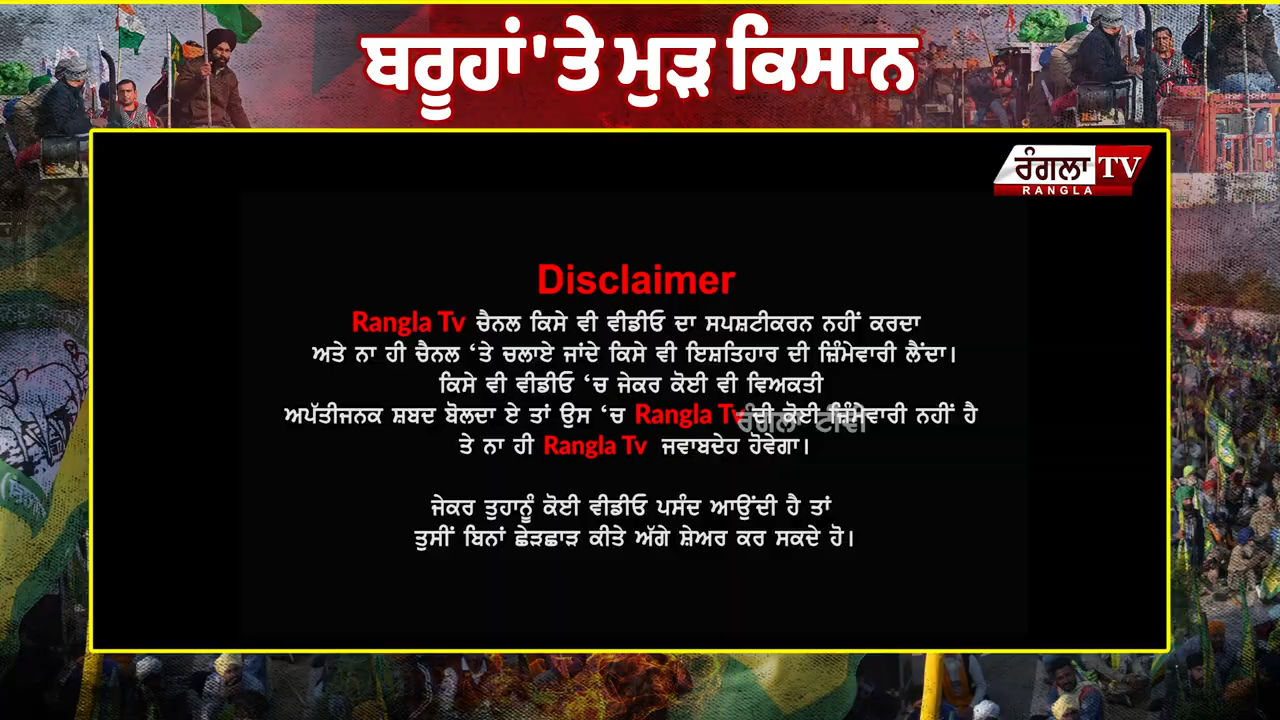 ਬਰੂਹਾਂ'ਤੇ ਮੁੜ ਕਿਸਾਨ
ਰੰਗਲਾ TV
RANGLA
Disclaimer
Rangla Tv ਚੈਨਲ ਕਿਸੇ ਵੀ ਵੀਡੀਓ ਦਾ ਸਪਸ਼ਟੀਕਰਨ ਨਹੀਂ ਕਰਦਾ
ਅਤੇ ਨਾ ਹੀ ਚੈਨਲ ‘ਤੇ ਚਲਾਏ ਜਾਂਦੇ ਕਿਸੇ ਵੀ ਇਸ਼ਤਿਹਾਰ ਦੀ ਜ਼ਿੰਮੇਵਾਰੀ ਲੈਂਦਾ।
ਕਿਸੇ ਵੀ ਵੀਡੀਓ ‘ਚ ਜੇਕਰ ਕੋਈ ਵੀ ਵਿਅਕਤੀ
ਅਪੱਤੀਜਨਕ ਸ਼ਬਦ ਬੋਲਦਾ ਏ ਤਾਂ ਉਸ ‘ਚ Rangla Tv ਦੀ ਕੋਈ ਜ਼ਿੰਮੇਵਾਰੀ ਨਹੀਂ ਹੈ
ਰੰਗਲਾ ਟੀਵੀ
ਤੇ ਨਾ ਹੀ Rangla Tv ਜਵਾਬਦੇਹ ਹੋਵੇਗਾ।
ਜੇਕਰ ਤੁਹਾਨੂੰ ਕੋਈ ਵੀਡੀਓ ਪਸੰਦ ਆਉਂਦੀ ਹੈ ਤਾਂ
ਤੁਸੀਂ ਬਿਨਾਂ ਛੇੜਛਾੜ ਕੀਤੇ ਅੱਗੇ ਸ਼ੇਅਰ ਕਰ ਸਕਦੇ ਹੋ।